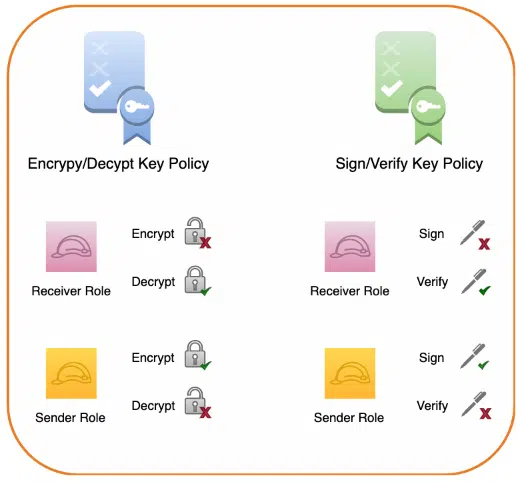 Encrypy/Decypt Key Policy
Sign/Verify Key Policy
Encrypt
Decrypt
Receiver Role
Sign
Verify
Receiver Role
Encrypt
Decrypt
Sender Role
Sign
Verify
Sender Role